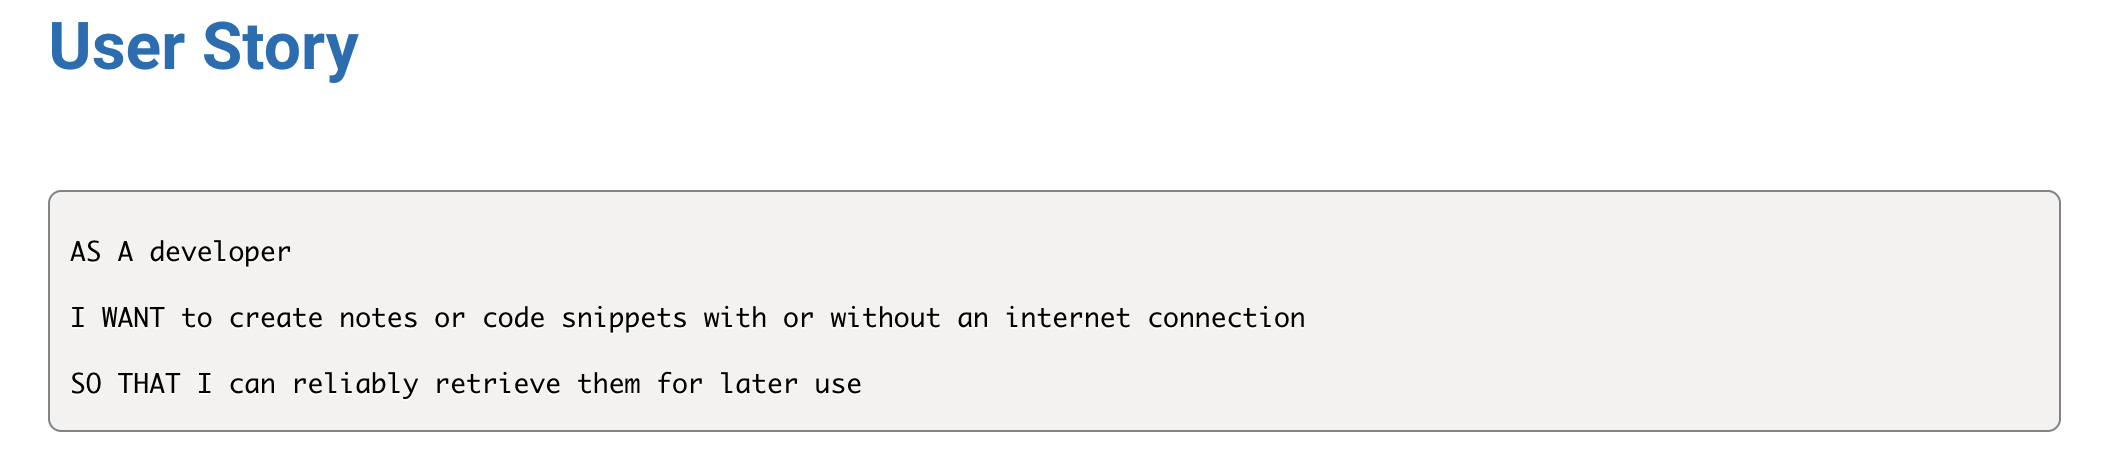 User Story
AS A developer
I WANT to create notes or code snippets with or without an internet connection
SO THAT I can reliably retrieve them for later use